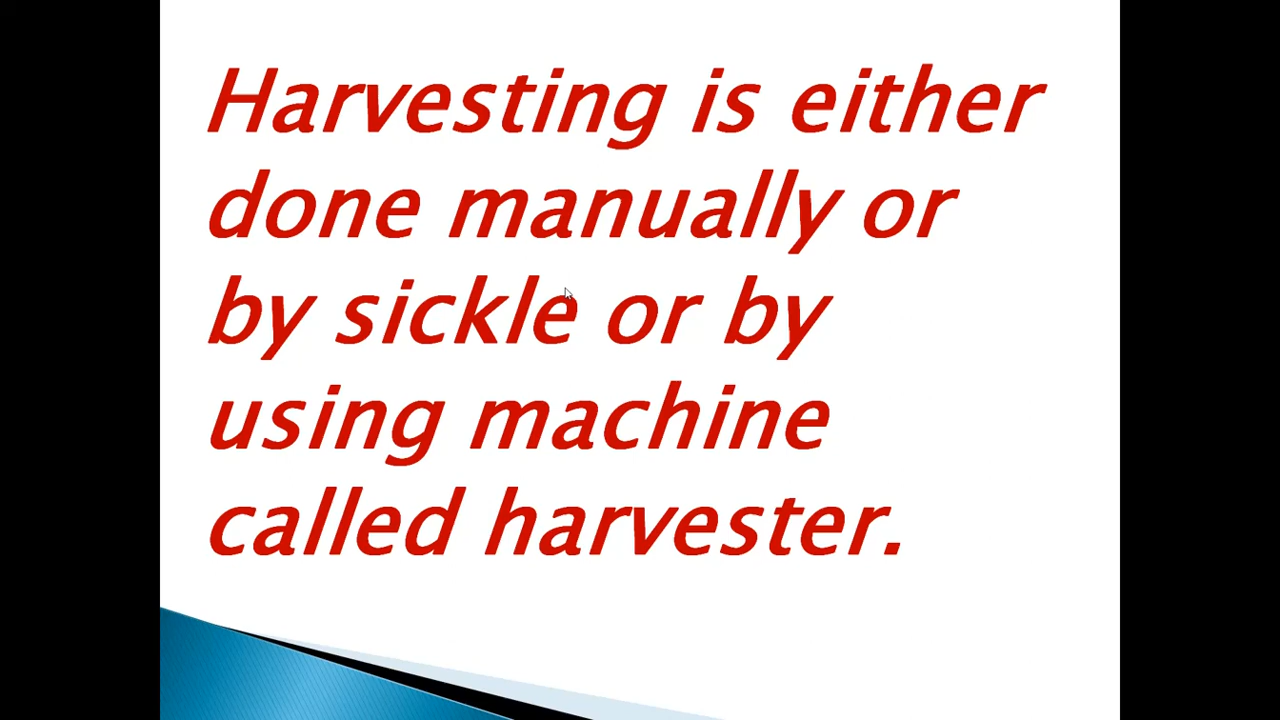 Harvesting is either
done manually or
by sickle or by
using machine
called harvester.